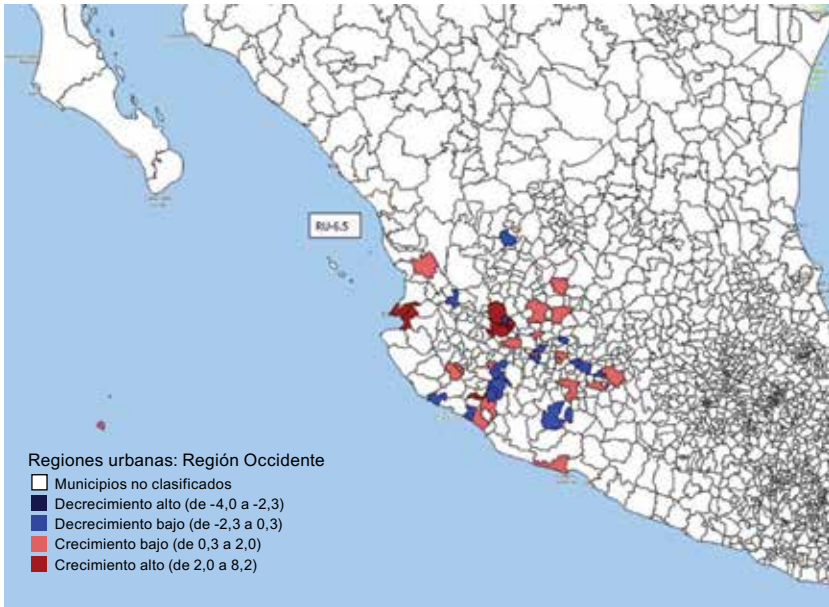 RU-6.5
Regiones urbanas: Región Occidente
Municipios no clasificados
Decrecimiento alto (de -4,0 a -2,3)
Decrecimiento bajo (de -2,3 a 0,3)
Crecimiento bajo (de 0,3 a 2,0)
Crecimiento alto (de 2,0 a 8,2)